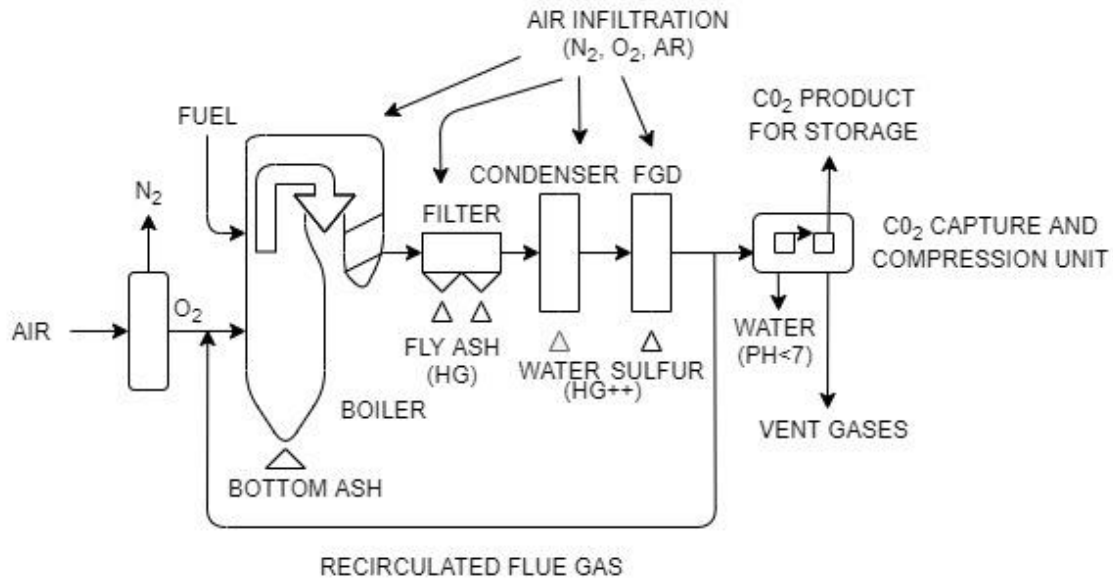 AIR INFILTRATION
(N₂, O₂, AR)
C0₂ PRODUCT
FOR STORAGE
FUEL
CONDENSER
FGD
N₂
FILTER
C0₂ CAPTURE AND
COMPRESSION UNIT
O₂
AIR
WATER
(PH<7)
FLY ASH
(HG)
WATER
(HG++)
SULFUR
BOILER
VENT GASES
BOTTOM ASH
RECIRCULATED FLUE GAS